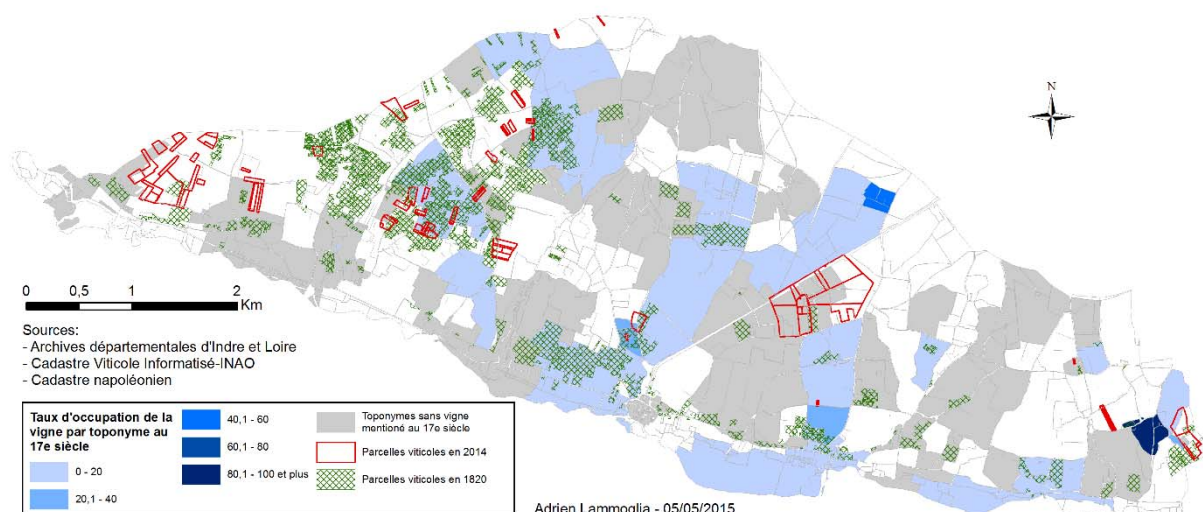 N
0 0,5 1 2
Km
Sources:
- Archives départementales d'Indre et Loire
- Cadastre Viticole Informatisé-INAO
- Cadastre napoléonien
Taux d'occupation de la
vigne par toponyme au
17e siècle
0 - 20
20,1 - 40
40,1 - 60
60,1 - 80
80,1 - 100 et plus
Toponymes sans vigne
mentioné au 17e siècle
Parcelles viticoles en 2014
Parcelles viticoles en 1820
Adrien Lammoglia - 05/05/2015